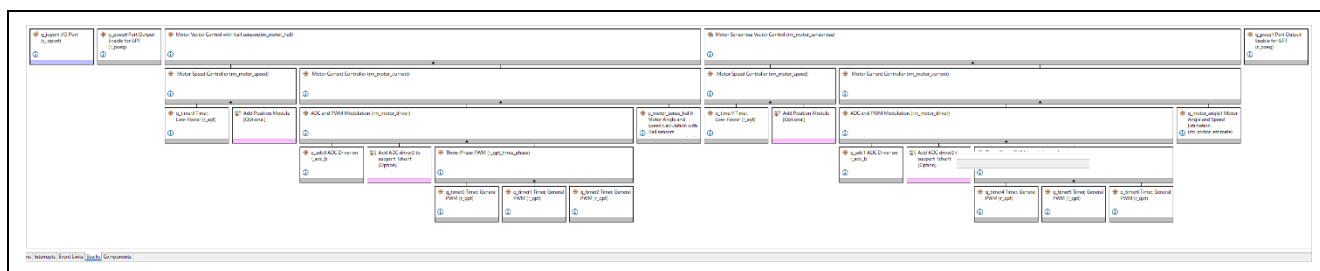 g_ioport I/O Port
(r_ioport)
g_poeg0 Port Output
Enable for GPT
(r_poeg)
Motor Vector Control with hall sensors(rm_motor_hall)
Motor Sensorless Vector Control (rm_motor_sensorless)
g_poeg1 Port Output
Enable for GPT
(r_poeg)
Motor Speed Controller (rm_motor_speed)
Motor Current Controller (rm_motor_current)
Motor Speed Controller (rm_motor_speed)
Motor Current Controller (rm_motor_current)
Timer,
Low-Power (r_agt)
Add Position Module
[Optional]
ADC and PWM Modulation (rm_motor_driver)
Motor Angle and
Speed Calculation with
Hall sensors
Timer,
Low-Power (r_agt)
Add Position Module
[Optional]
ADC and PWM Modulation (rm_motor_driver)
g_motor_angle1 Motor
Angle and Speed
Estimation
(rm_motor_estimate)
g_adc0 ADC Driver on
r_adc_b
Add ADC driver2 to
support 1shunt
[Option]
Three-Phase PWM (r_gpt_three_phase)
g_adc1 ADC Driver on
r_adc_b
Add ADC driver2 to
support 1shunt
[Option]
g_timer0 Timer, General
PWM (r_gpt)
g_timer1 Timer, General
PWM (r_gpt)
g_timer2 Timer, General
PWM (r_gpt)
g_timer4 Timer, General
PWM (r_gpt)
g_timer5 Timer, General
PWM (r_gpt)
g_timer6 Timer, General
PWM (r_gpt)
Interrupts Event Links Stacks Components